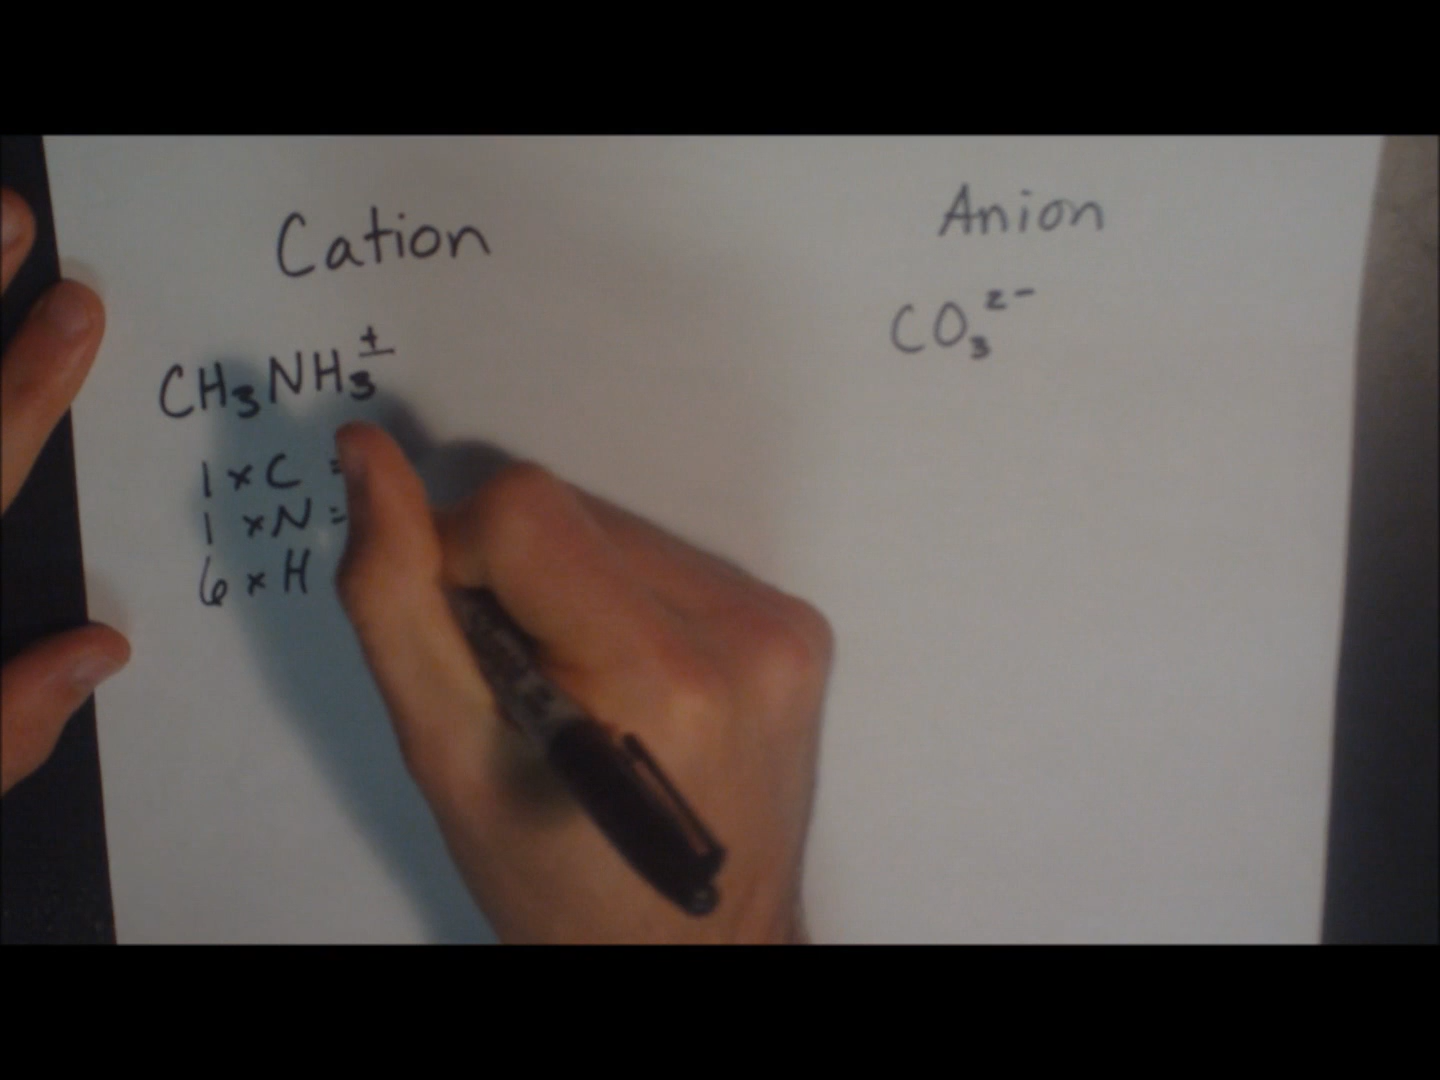 Cation
CH₃NH₃⁺
1 × C =
1 × N =
6 × H
Anion
CO₃²⁻